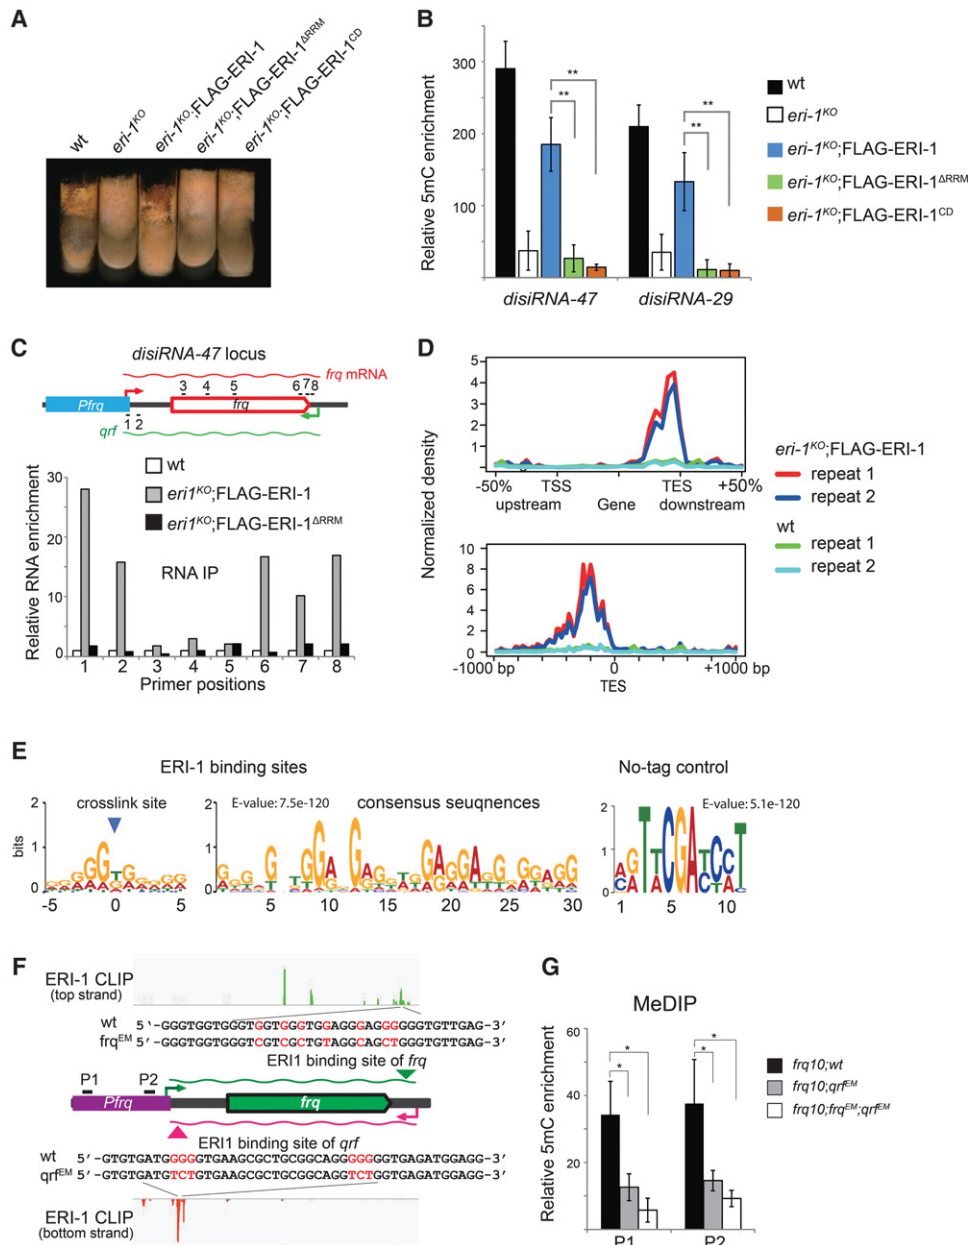 A
wt
eri-1KO
eri-1KO;FLAG-ERI-1
eri-1KO;FLAG-ERI-1ΔRRM
eri-1KO;FLAG-ERI-1CD
B
Relative 5mC enrichment
300
200
100
**
**
**
**
disiRNA-47
disiRNA-29
wt
eri-1KO
eri-1KO;FLAG-ERI-1
eri-1KO;FLAG-ERI-1ΔRRM
eri-1KO;FLAG-ERI-1CD
C
disiRNA-47 locus
frq mRNA
3 4 5 6 7 8
Pfrq
frq
1 2
qrf
wt
eri1KO;FLAG-ERI-1
eri1KO;FLAG-ERI-1ΔRRM
RNA IP
Relative RNA enrichment
30
20
10
0
1 2 3 4 5 6 7 8
Primer positions
D
Normalized density
5
4
3
2
1
0
-50% TSS TES +50%
upstream Gene downstream
10
8
6
4
2
0
-1000 bp 0 +1000 bp
TES
eri-1KO;FLAG-ERI-1
repeat 1
repeat 2
wt
repeat 1
repeat 2
E
ERI-1 binding sites
No-tag control
crosslink site
E-value: 7.5e-120
consensus seuqnences
E-value: 5.1e-120
bits
2
1
0
-5 0 5
2
1
0
1 5 10 15 20 25 30
2
1
0
1 5 10
F
ERI-1 CLIP
(top strand)
wt 5'-GGGTGGTGGGTGGTGGGTGGAGGGAGGGGGGTGTTGAG-3'
frqEM 5'-GGGTGGTGGGTCGTCGCTGTAGGCAGCTGGGTGTTGAG-3'
ERI1 binding site of frq
P1 P2
Pfrq
frq
ERI1 binding site of qrf
wt 5'-GTGTGATGGGGGTGAAGCGCTGCGGCAGGGGGGGTGAGATGGAGG-3'
qrfEM 5'-GTGTGATGTCTGTGAAGCGCTGCGGCAGGTCTGGTGAGATGGAGG-3'
ERI-1 CLIP
(bottom strand)
G
MeDIP
Relative 5mC enrichment
60
40
20
*
*
*
*
P1
P2
frq10;wt
frq10;qrfEM
frq10;frqEM;qrfEM